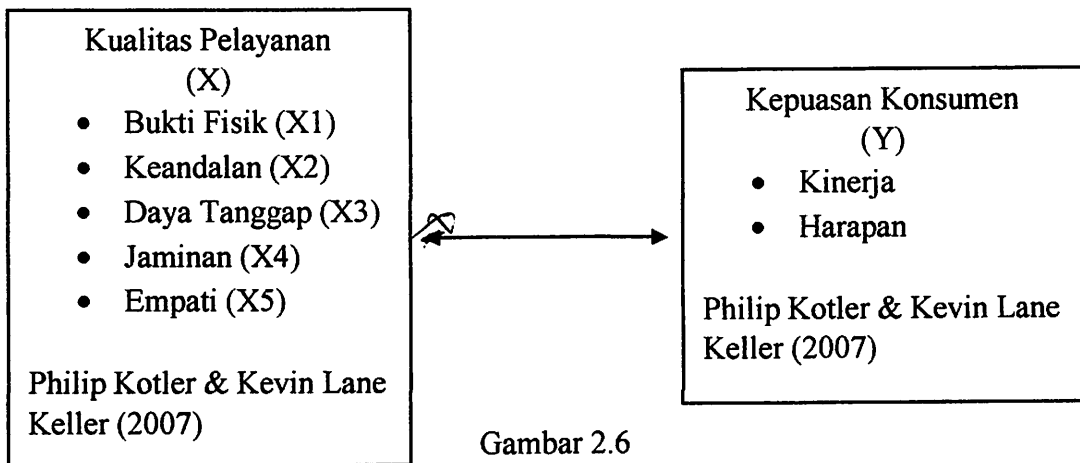 Kualitas Pelayanan
(X)
• Bukti Fisik (X1)
• Keandalan (X2)
• Daya Tanggap (X3)
• Jaminan (X4)
• Empati (X5)
Philip Kotler & Kevin Lane
Keller (2007)
Kepuasan Konsumen
(Y)
• Kinerja
• Harapan
Philip Kotler & Kevin Lane
Keller (2007)
Gambar 2.6